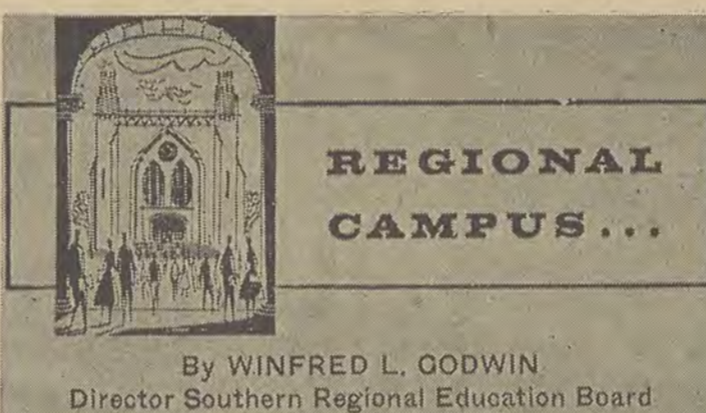 REGIONAL
CAMPUS...
By WINFRED L. GODWIN
Director Southern Regional Education Board